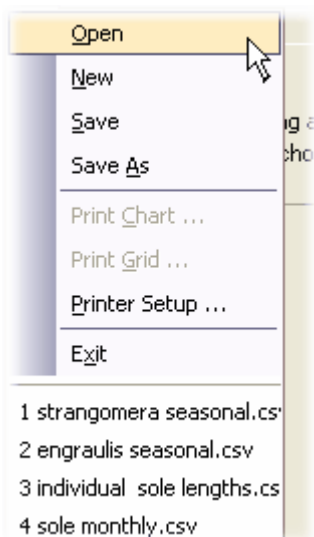 Open
New
Save
Save As
Print Chart ...
Print Grid ...
Printer Setup ...
Exit
1 strangomera seasonal.cs
2 engraulis seasonal.csv
3 individual sole lengths.cs
4 sole monthly.csv